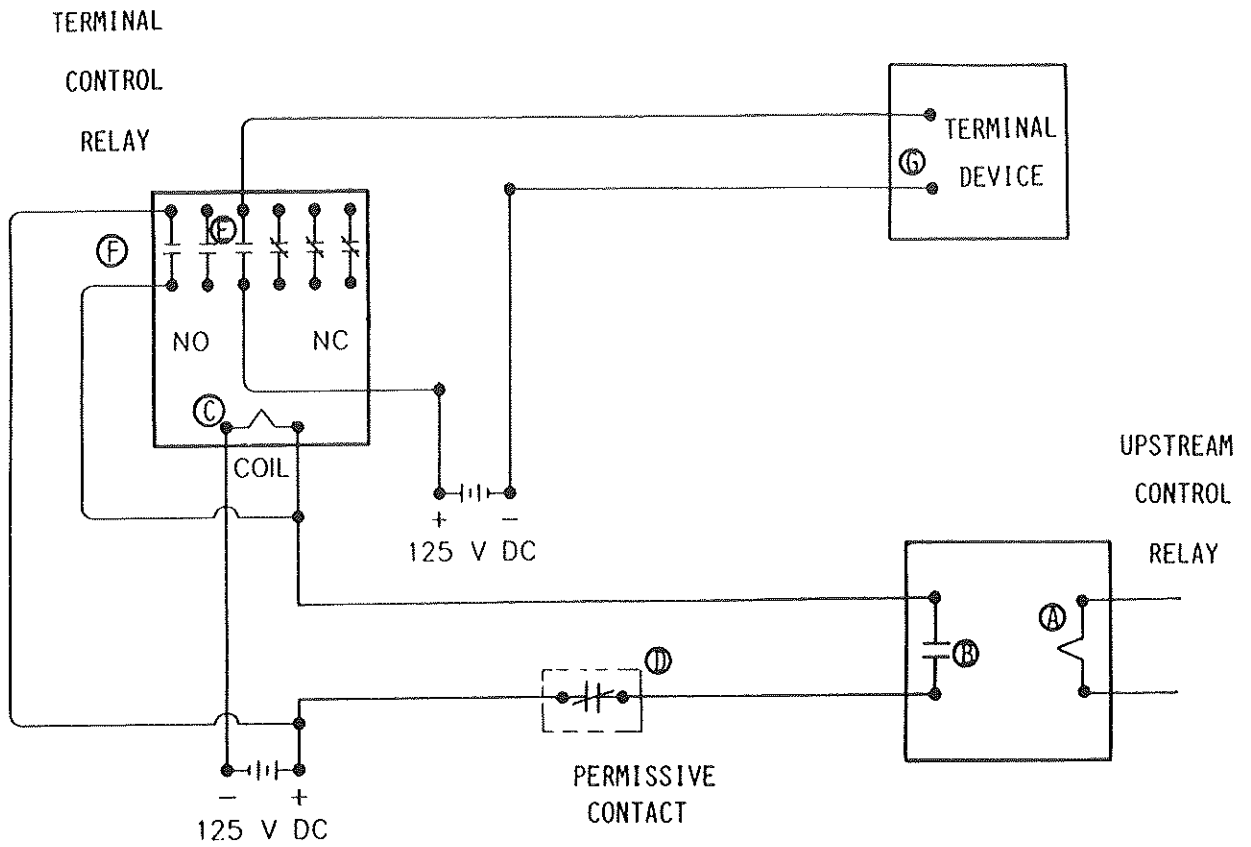 TERMINAL
CONTROL
RELAY
TERMINAL
DEVICE
G
F
E
NO
NC
C
COIL
+ −
125 V DC
UPSTREAM
CONTROL
RELAY
A
B
D
PERMISSIVE
CONTACT
− +
125 V DC